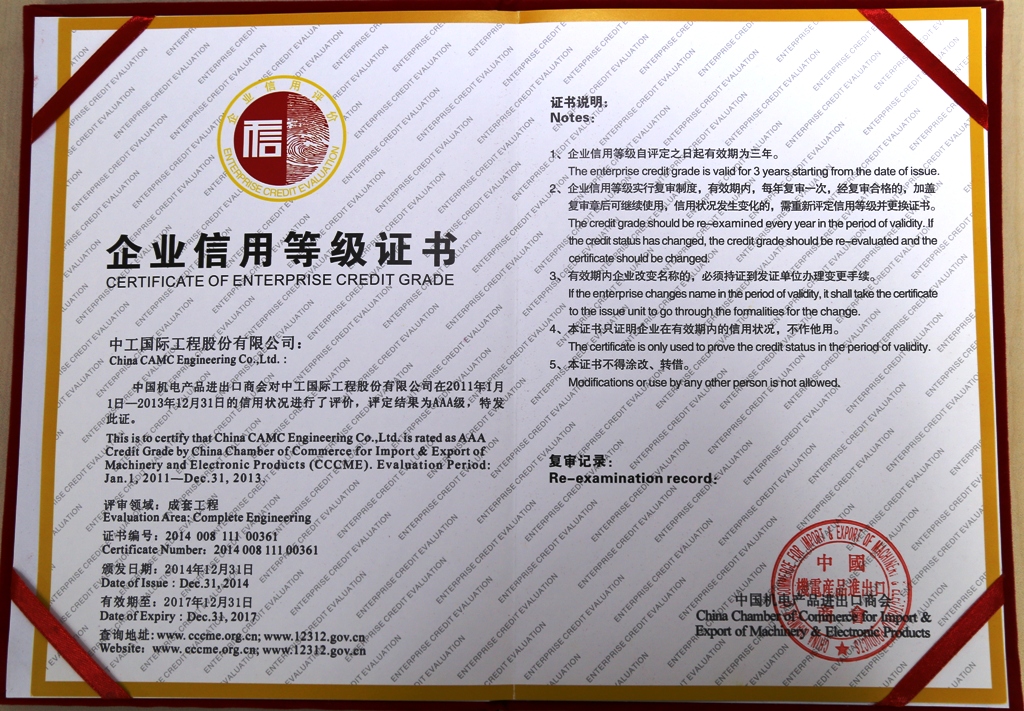 企业信用评价
ENTERPRISE CREDIT EVALUATION
信
企业信用等级证书
CERTIFICATE OF ENTERPRISE CREDIT GRADE
中工国际工程股份有限公司：
China CAMC Engineering Co.,Ltd. :
中国机电产品进出口商会对中工国际工程股份有限公司在2011年1月
1日—2013年12月31日的信用状况进行了评价，评定结果为AAA级，特发
此证。
This is to certify that China CAMC Engineering Co.,Ltd. is rated as AAA
Credit Grade by China Chamber of Commerce for Import & Export of
Machinery and Electronic Products (CCCME). Evaluation Period:
Jan.1, 2011—Dec.31, 2013.
评审领域：成套工程
Evaluation Area: Complete Engineering
证书编号：2014 008 111 00361
Certificate Number: 2014 008 111 00361
颁发日期：2014年12月31日
Date of Issue : Dec.31, 2014
有效期至：2017年12月31日
Date of Expiry : Dec.31, 2017
查询地址: www.cccme.org.cn; www.12312.gov.cn
Website: www.cccme.org.cn; www.12312.gov.cn
证书说明：
Notes:
1、企业信用等级自评定之日起有效期为三年。
The enterprise credit grade is valid for 3 years starting from the date of issue.
2、企业信用等级实行复审制度，有效期内，每年复审一次，经复审合格的，加盖
复审章后可继续使用，信用状况发生变化的，需重新评定信用等级并更换证书。
The credit grade should be re-examined every year in the period of validity. If
the credit status has changed, the credit grade should be re-evaluated and the
certificate should be changed.
3、有效期内企业改变名称的，必须持证到发证单位办理变更手续。
If the enterprise changes name in the period of validity, it shall take the certificate
to the issue unit to go through the formalities for the change.
4、本证书只证明企业在有效期内的信用状况，不作他用。
The certificate is only used to prove the credit status in the period of validity.
5、本证书不得涂改、转借。
Modifications or use by any other person is not allowed.
复审记录：
Re-examination record:
中國
機電産品進出口
商會
中国机电产品进出口商会
China Chamber of Commerce for Import &
Export of Machinery & Electronic Products